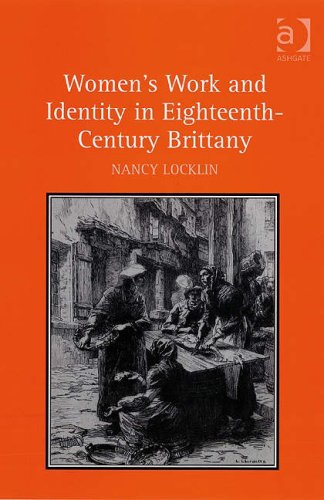 a
ASHGATE
Women's Work and
Identity in Eighteenth-
Century Brittany
NANCY LOCKLIN